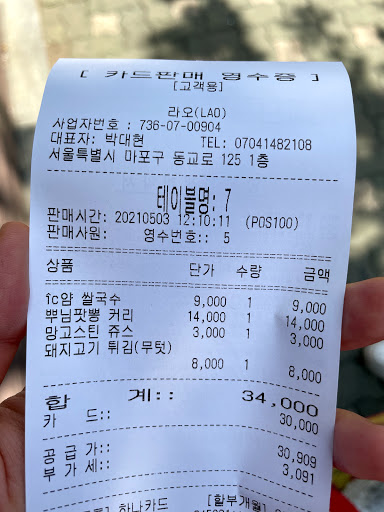 [ 카드판매 영수증 ]
[고객용]
라오(LAO)
사업자번호 : 736-07-00904
대표자: 박대현 TEL: 07041482108
서울특별시 마포구 동교로 125 1층
테이블명: 7
판매시간: 20210503 12:10:11 (POS100)
판매사원: 영수번호:: 5
상품 단가 수량 금액
1c얌 쌀국수 9,000 1 9,000
뿌님팟뽕 커리 14,000 1 14,000
망고스틴 쥬스 3,000 1 3,000
돼지고기 튀김(무텃)
8,000 1 8,000
합 계:: 34,000
카 드:: 30,000
공 급 가:: 30,909
부 가 세:: 3,091
하나카드 [할부개월]